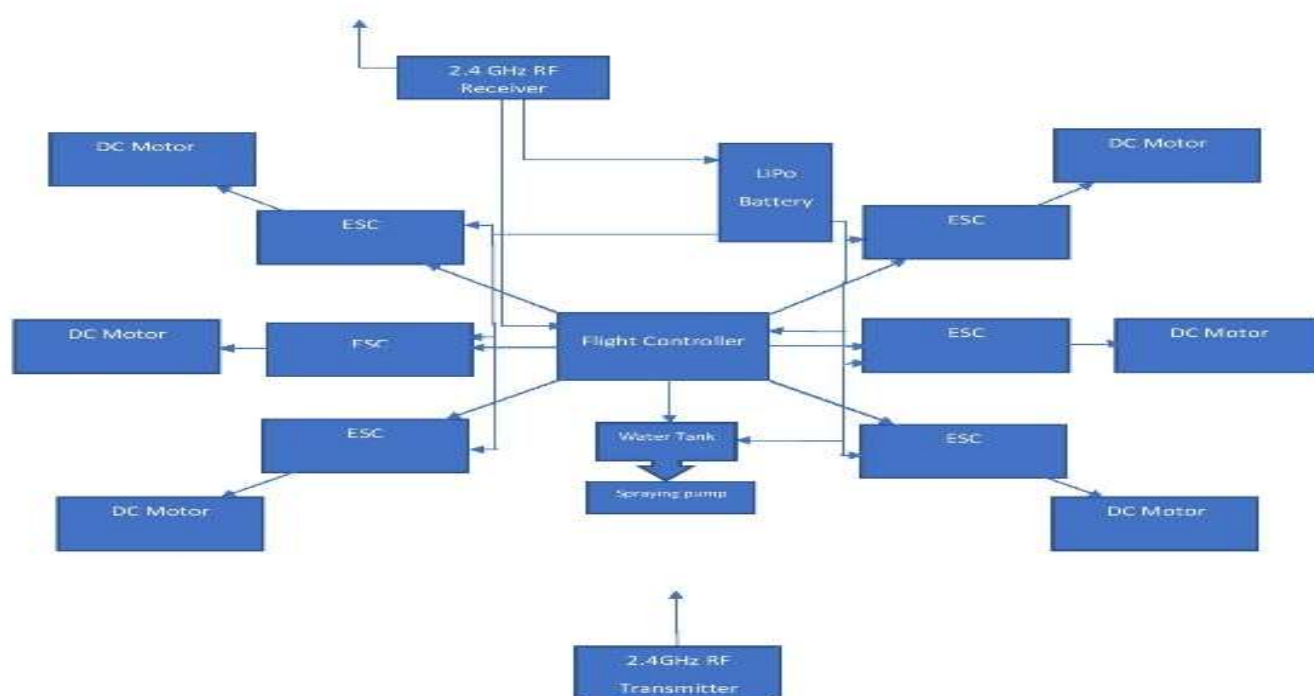 2.4 GHz RF
Receiver
DC Motor
DC Motor
LiPo
Battery
ESC
ESC
DC Motor
ESC
Flight Controller
ESC
DC Motor
ESC
Water Tank
ESC
Spraying pump
DC Motor
DC Motor
2.4GHz RF
Transmitter